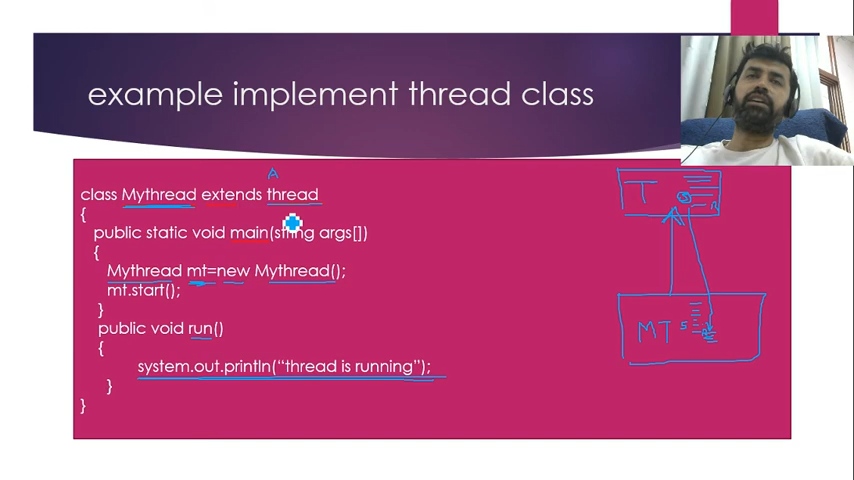 example implement thread class
A
class Mythread extends thread
{
public static void main(string args[])
{
Mythread mt=new Mythread();
mt.start();
}
public void run()
{
system.out.println(“thread is running”);
}
}
T
MT